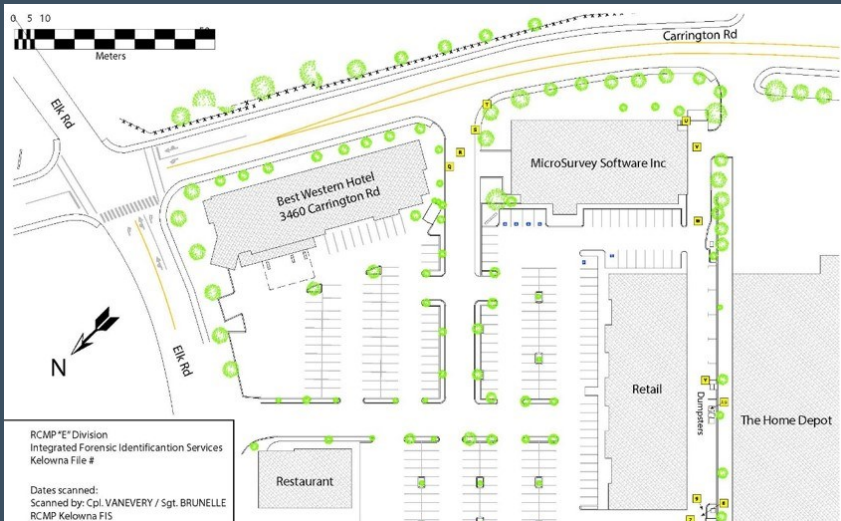 0 5 10
50
Meters
Carrington Rd
Elk Rd
Best Western Hotel
3460 Carrington Rd
MicroSurvey Software Inc
N
Elk Rd
Retail
Dumpsters
The Home Depot
RCMP "E" Division
Integrated Forensic Identificantion Services
Kelowna File #
Dates scanned:
Scanned by: Cpl. VANEVERY / Sgt. BRUNELLE
RCMP Kelowna FIS
Restaurant